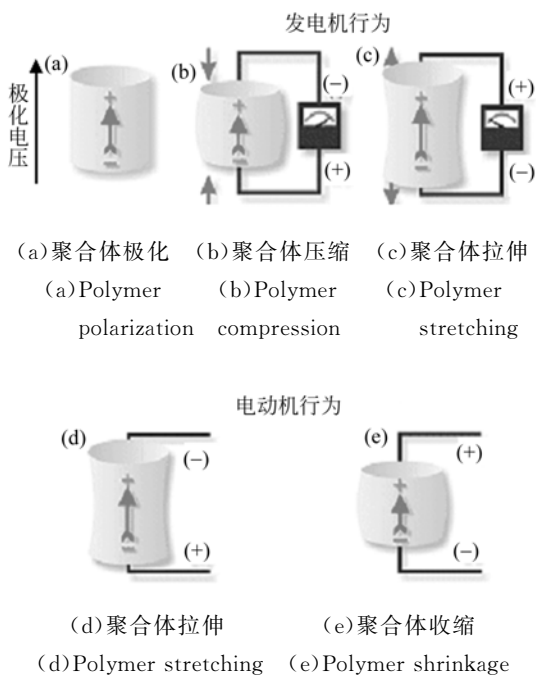 发电机行为
极化电压
(a)
+
(b)
(−)
+
(+)
(c)
(+)
+
(−)
(a)聚合体极化 (b)聚合体压缩 (c)聚合体拉伸
(a)Polymer (b)Polymer (c)Polymer
polarization compression stretching
电动机行为
(d)
(−)
+
(+)
(e)
(+)
+
(−)
(d)聚合体拉伸 (e)聚合体收缩
(d)Polymer stretching (e)Polymer shrinkage